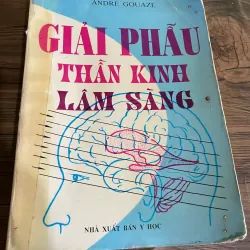 ANDRÉ GOUAZÉ
GIẢI PHẪU
THẦN KINH
LÂM SÀNG
NHÀ XUẤT BẢN Y HỌC